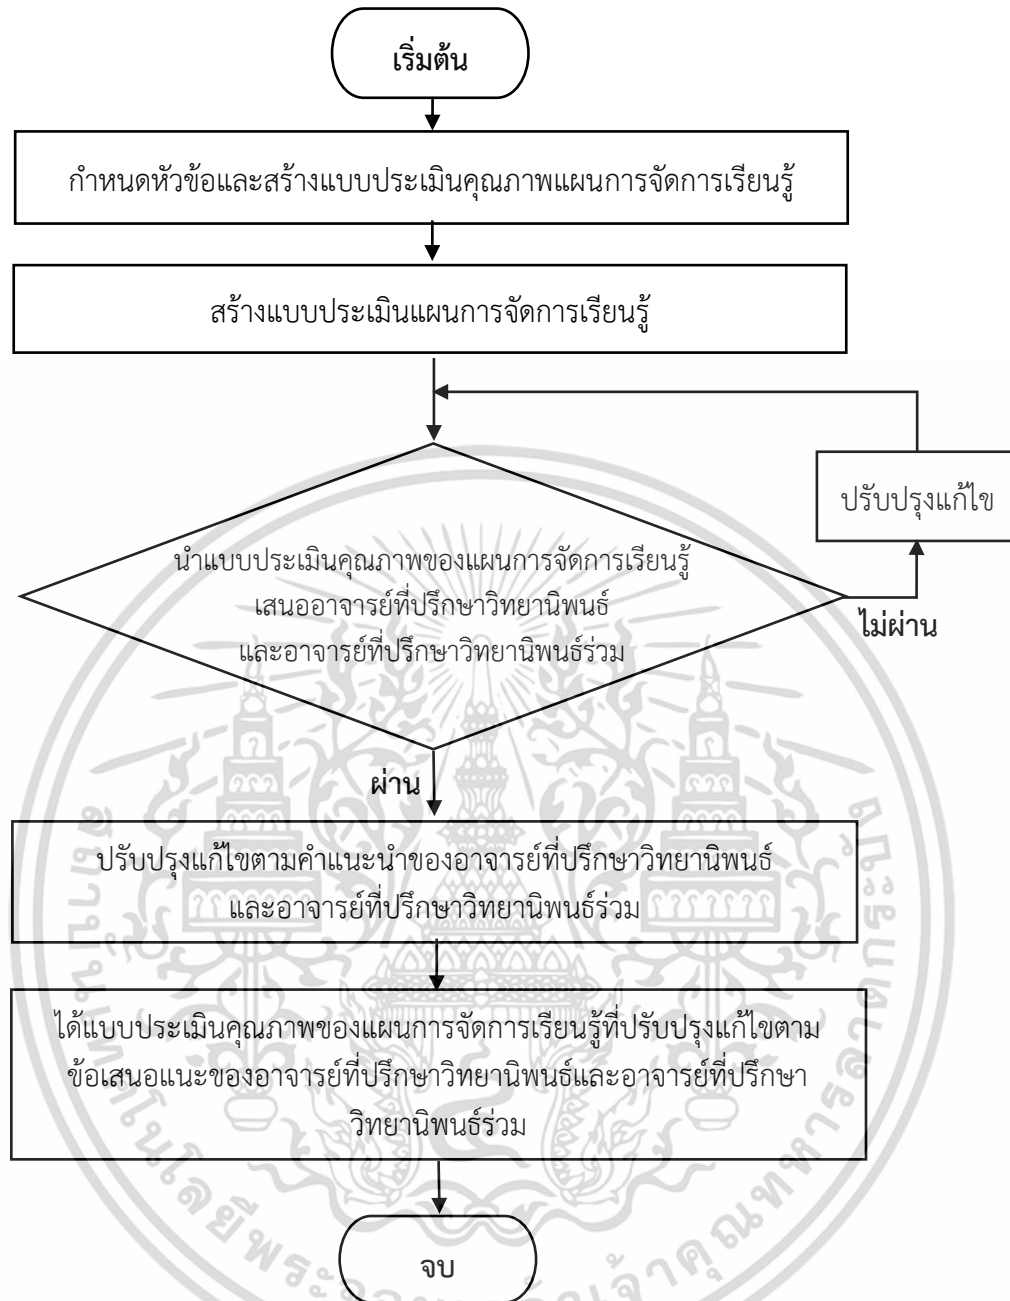 เริ่มต้น
กำหนดหัวข้อและสร้างแบบประเมินคุณภาพแผนการจัดการเรียนรู้
สร้างแบบประเมินแผนการจัดการเรียนรู้
ปรับปรุงแก้ไข
นำแบบประเมินคุณภาพของแผนการจัดการเรียนรู้
เสนออาจารย์ที่ปรึกษาวิทยานิพนธ์
และอาจารย์ที่ปรึกษาวิทยานิพนธ์ร่วม
ไม่ผ่าน
ผ่าน
ปรับปรุงแก้ไขตามคำแนะนำของอาจารย์ที่ปรึกษาวิทยานิพนธ์
และอาจารย์ที่ปรึกษาวิทยานิพนธ์ร่วม
ได้แบบประเมินคุณภาพของแผนการจัดการเรียนรู้ที่ปรับปรุงแก้ไขตาม
ข้อเสนอแนะของอาจารย์ที่ปรึกษาวิทยานิพนธ์และอาจารย์ที่ปรึกษา
วิทยานิพนธ์ร่วม
จบ